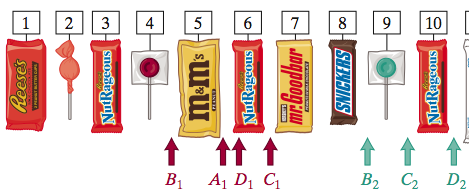 1 2 3 4 5 6 7 8 9 10
Reese's
NutRageous
m&m's
PEANUT
NutRageous
mr.Goodbar
SNICKERS
NutRageous
B1 A1 D1 C1 B2 C2 D2